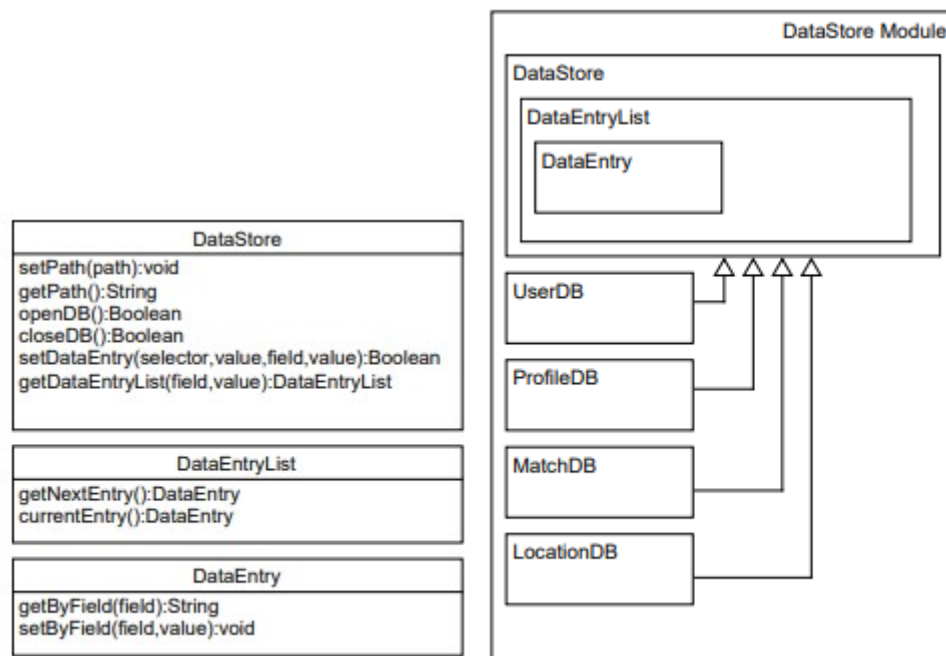 DataStore
setPath(path):void
getPath():String
openDB():Boolean
closeDB():Boolean
setDataEntry(selector,value,field,value):Boolean
getDataEntryList(field,value):DataEntryList
DataEntryList
getNextEntry():DataEntry
currentEntry():DataEntry
DataEntry
getByField(field):String
setByField(field,value):void
DataStore Module
DataStore
DataEntryList
DataEntry
UserDB
ProfileDB
MatchDB
LocationDB